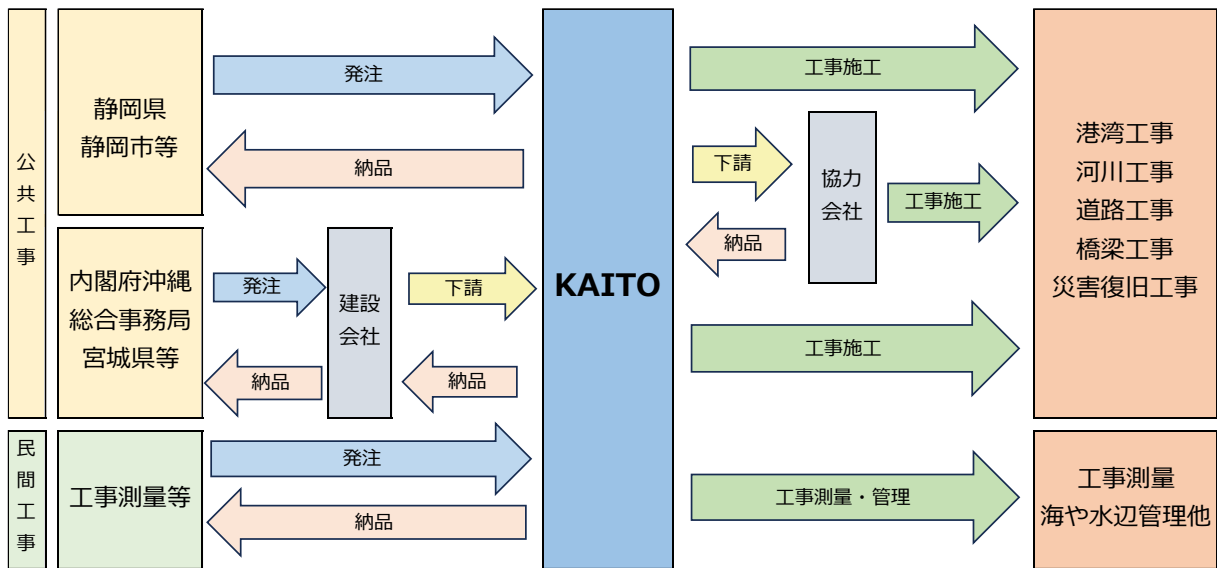 公共工事
静岡県
静岡市等
発注
納品
内閣府沖縄
総合事務局
宮城県等
発注
納品
建設
会社
下請
納品
民間工事
工事測量等
発注
納品
KAITO
工事施工
下請
納品
協力
会社
工事施工
工事施工
工事測量・管理
港湾工事
河川工事
道路工事
橋梁工事
災害復旧工事
工事測量
海や水辺管理他